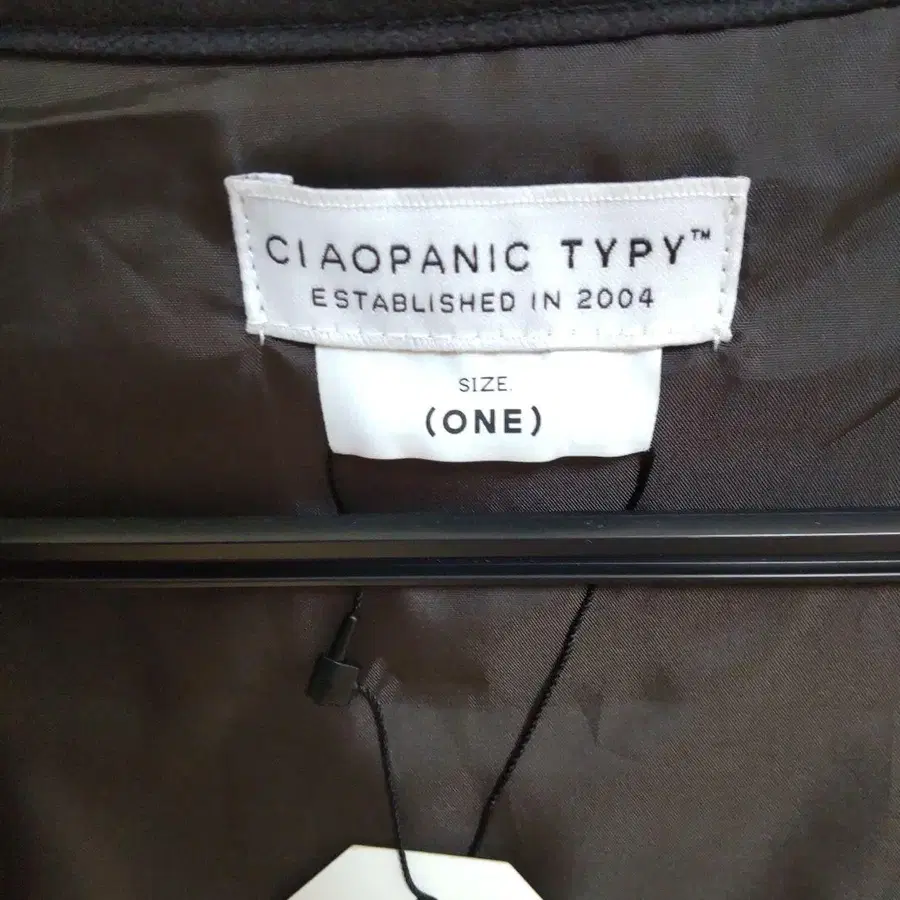 CIAOPANIC TYPY™
ESTABLISHED IN 2004
SIZE.
(ONE)